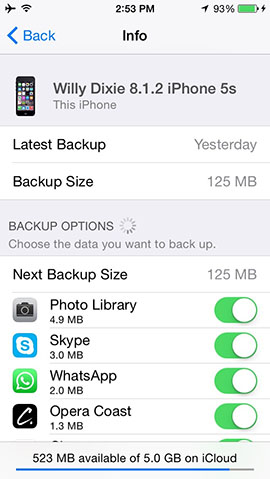 2:53 PM 93%
Back Info
Willy Dixie 8.1.2 iPhone 5s
This iPhone
Latest Backup Yesterday
Backup Size 125 MB
BACKUP OPTIONS
Choose the data you want to back up.
Next Backup Size 125 MB
Photo Library
4.9 MB
Skype
3.0 MB
WhatsApp
2.0 MB
Opera Coast
1.3 MB
523 MB available of 5.0 GB on iCloud